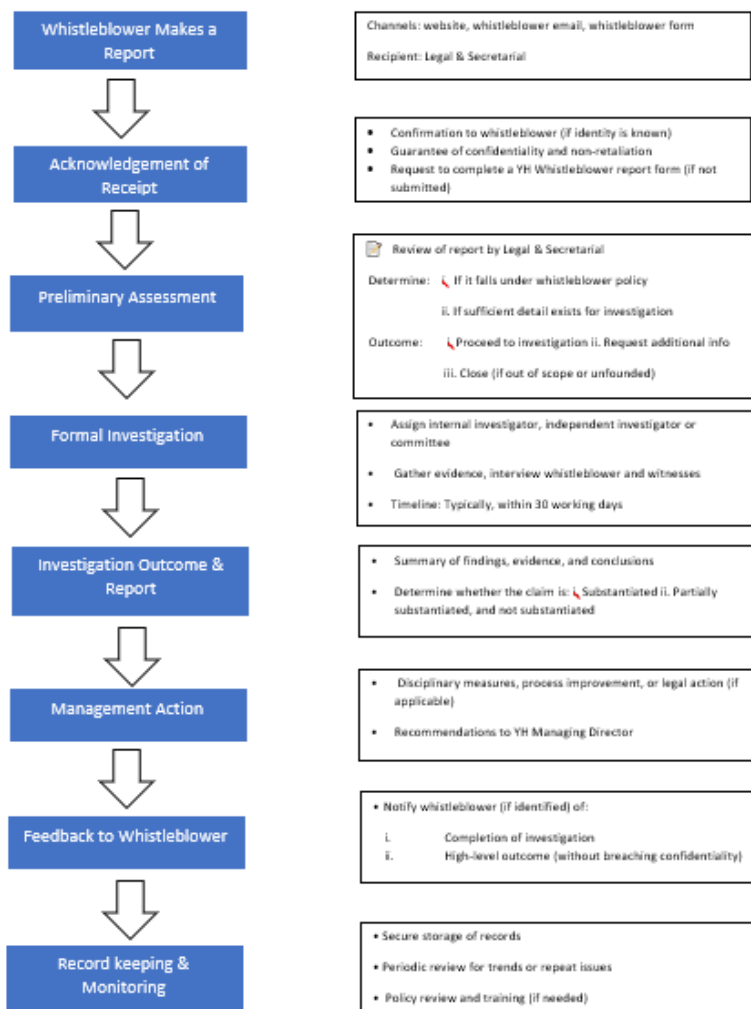 Whistleblower Makes a
Report
Channels: website, whistleblower email, whistleblower form
Recipient: Legal & Secretarial
Acknowledgement of
Receipt
• Confirmation to whistleblower (if identity is known)
• Guarantee of confidentiality and non-retaliation
• Request to complete a YH Whistleblower report form (if not
submitted)
Preliminary Assessment
Review of report by Legal & Secretarial
Determine: i. If it falls under whistleblower policy
ii. If sufficient detail exists for investigation
Outcome: i. Proceed to investigation ii. Request additional info
iii. Close (if out of scope or unfounded)
Formal Investigation
• Assign internal investigator, independent investigator or
committee
• Gather evidence, interview whistleblower and witnesses
• Timeline: Typically, within 30 working days
Investigation Outcome &
Report
• Summary of findings, evidence, and conclusions
• Determine whether the claim is: i. Substantiated ii. Partially
substantiated, and not substantiated
Management Action
• Disciplinary measures, process improvement, or legal action (if
applicable)
• Recommendations to YH Managing Director
Feedback to Whistleblower
• Notify whistleblower (if identified) of:
i. Completion of investigation
ii. High-level outcome (without breaching confidentiality)
Record keeping &
Monitoring
• Secure storage of records
• Periodic review for trends or repeat issues
• Policy review and training (if needed)